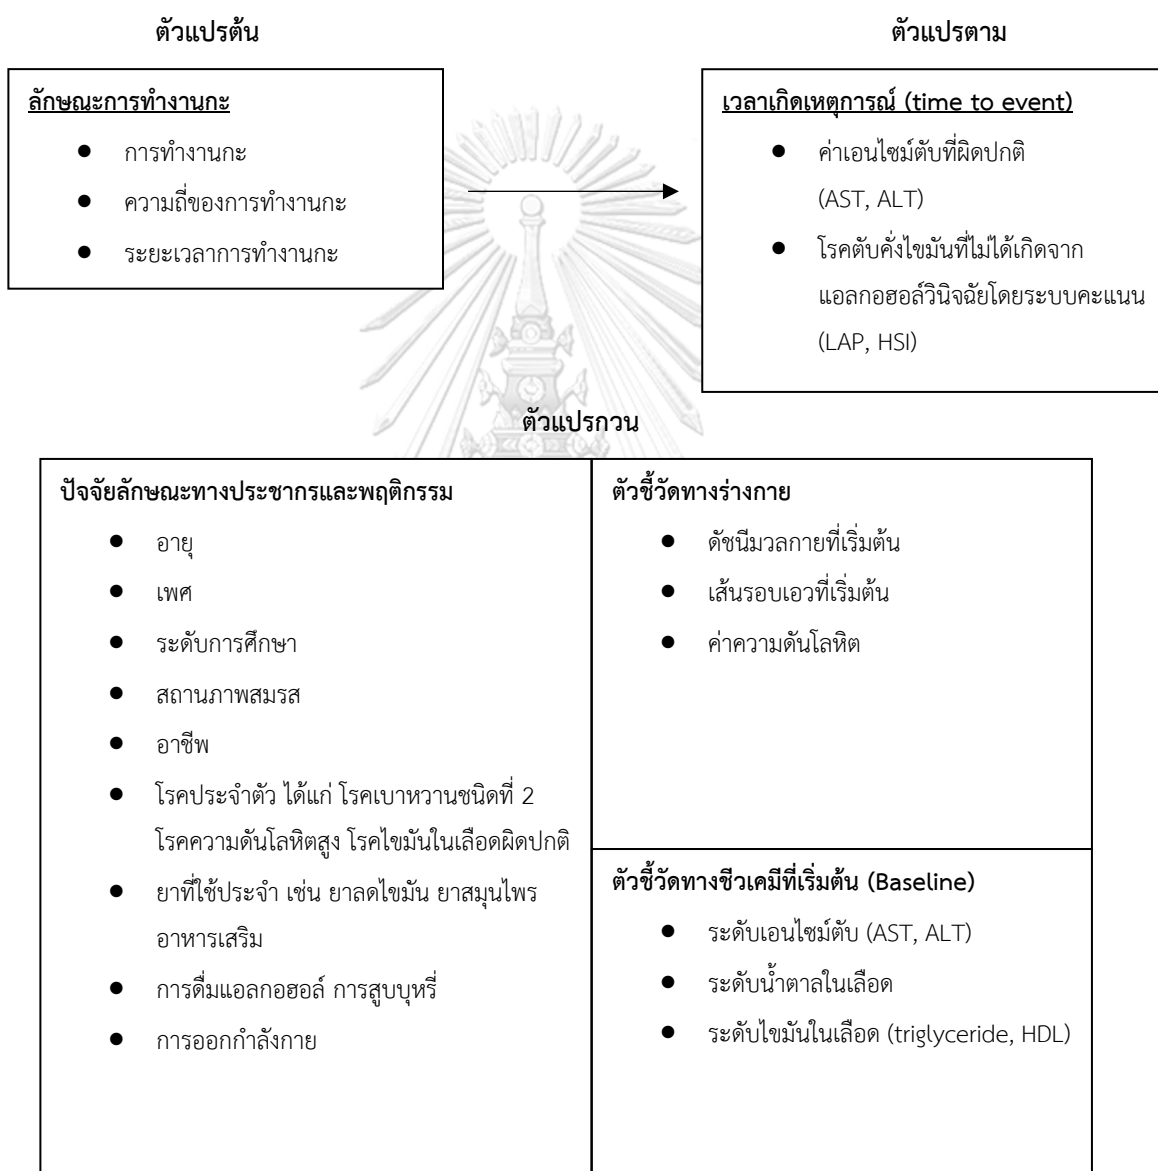 ตัวแปรต้น
ตัวแปรตาม
ลักษณะการทำงานกะ
● การทำงานกะ
● ความถี่ของการทำงานกะ
● ระยะเวลาการทำงานกะ
เวลาเกิดเหตุการณ์ (time to event)
● ค่าเอนไซม์ตับที่ผิดปกติ
(AST, ALT)
● โรคตับคั่งไขมันที่ไม่ได้เกิดจาก
แอลกอฮอล์วินิจฉัยโดยระบบคะแนน
(LAP, HSI)
ตัวแปรกวน
ปัจจัยลักษณะทางประชากรและพฤติกรรม
● อายุ
● เพศ
● ระดับการศึกษา
● สถานภาพสมรส
● อาชีพ
● โรคประจำตัว ได้แก่ โรคเบาหวานชนิดที่ 2
โรคความดันโลหิตสูง โรคไขมันในเลือดผิดปกติ
● ยาที่ใช้ประจำ เช่น ยาลดไขมัน ยาสมุนไพร
อาหารเสริม
● การดื่มแอลกอฮอล์ การสูบบุหรี่
● การออกกำลังกาย
ตัวชี้วัดทางร่างกาย
● ดัชนีมวลกายที่เริ่มต้น
● เส้นรอบเอวที่เริ่มต้น
● ค่าความดันโลหิต
ตัวชี้วัดทางชีวเคมีที่เริ่มต้น (Baseline)
● ระดับเอนไซม์ตับ (AST, ALT)
● ระดับน้ำตาลในเลือด
● ระดับไขมันในเลือด (triglyceride, HDL)